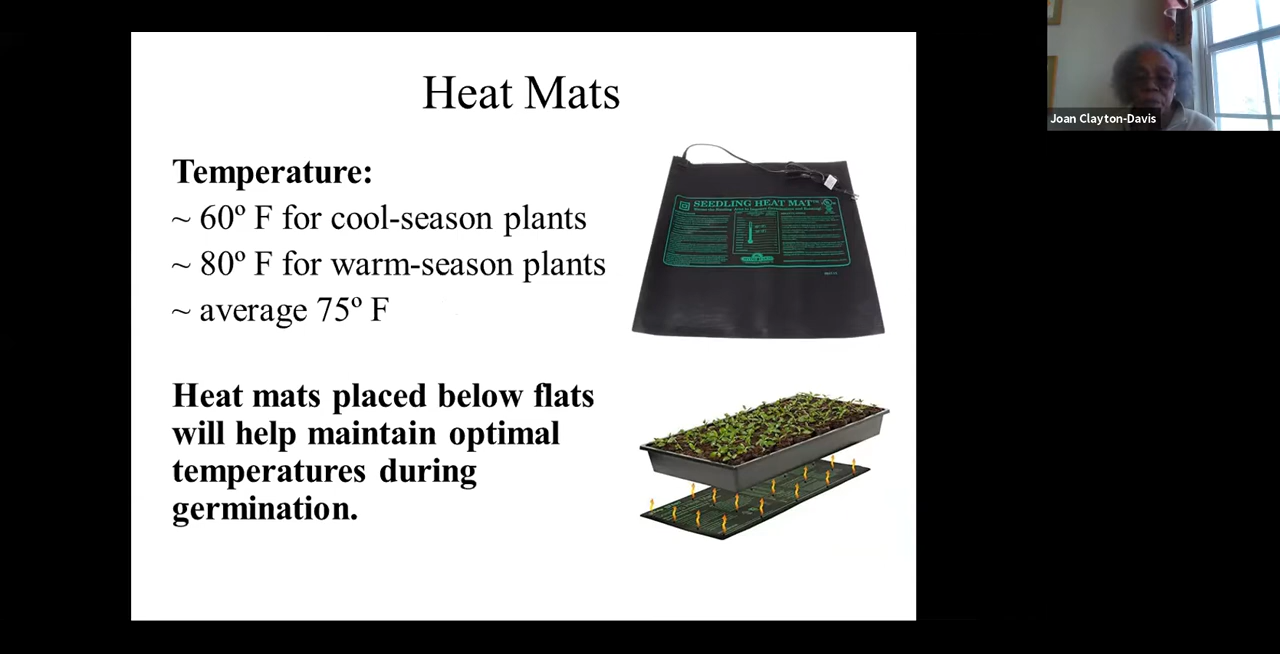 Heat Mats
Temperature:
~ 60º F for cool-season plants
~ 80º F for warm-season plants
~ average 75º F
Heat mats placed below flats
will help maintain optimal
temperatures during
germination.
SEEDLING HEAT MAT™
Joan Clayton-Davis